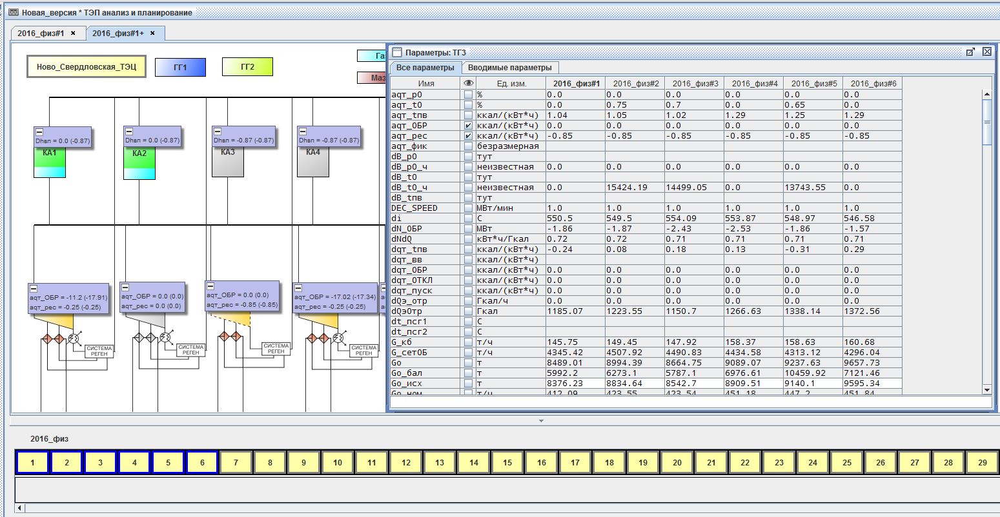 Новая_версия * ТЭП анализ и планирование
2016_физ#1 2016_физ#1+
Ново_Свердловская_ТЭЦ
ГГ1
ГГ2
Dнвп = 0.0 (-0.87)
КА1
Dнвп = 0.0 (-0.87)
КА2
Dнвп = -0.87 (-0.87)
КА3
Dнвп = -0.87 (-0.87)
КА4
аqт_ОБР = -11.2 (-17.91)
аqт_рес = -0.25 (-0.25)
аqт_ОБР = 0.0 (0.0)
аqт_рес = 0.0 (0.0)
аqт_ОБР = 0.0 (0.0)
аqт_рес = -0.85 (-0.85)
аqт_ОБР = -17.02 (-17.34)
аqт_рес = -0.25 (-0.25)
СИСТЕМА
РЕГЕН
СИСТЕМА
РЕГЕН
СИСТЕМА
РЕГЕН
СИСТЕМА
РЕГЕН
Параметры: ТГ3
Все параметры Вводимые параметры
Имя Ед. изм. 2016_физ#1 2016_физ#2 2016_физ#3 2016_физ#4 2016_физ#5 2016_физ#6
аqт_р0 % 0.0 0.0 0.0 0.0 0.0 0.0
аqт_t0 % 0.0 0.75 0.7 0.0 0.65 0.0
аqт_tпв ккал/(кВт*ч) 1.04 1.05 1.02 1.29 1.25 1.29
аqт_ОБР ккал/(кВт*ч) 0.0 0.0 0.0 0.0 0.0 0.0
аqт_рес ккал/(кВт*ч) -0.85 -0.85 -0.85 -0.85 -0.85 -0.85
аqт_фик безразмерная
dB_p0 тут
dB_p0_ч неизвестная 0.0 0.0 0.0 0.0 0.0 0.0
dB_t0 тут
dB_t0_ч неизвестная 0.0 15424.19 14499.05 0.0 13743.55 0.0
dB_tпв тут
DEC_SPEED МВт/мин 1.0 1.0 1.0 1.0 1.0 1.0
di С 550.5 549.5 554.09 553.87 548.97 546.58
dN_ОБР МВт -1.86 -1.87 -2.43 -2.53 -1.86 -1.57
dNdQ кВт*ч/Гкал 0.72 0.72 0.71 0.71 0.71 0.71
dqт_tпв ккал/(кВт*ч) -0.24 0.08 0.18 0.13 -0.31 0.29
dqт_вв ккал/(кВт*ч)
dqт_ОБР ккал/(кВт*ч) 0.0 0.0 0.0 0.0 0.0 0.0
dqт_ОТКЛ ккал/(кВт*ч) 0.0 0.0 0.0 0.0 0.0 0.0
dqт_пуск ккал/(кВт*ч) 0.0 0.0 0.0 0.0 0.0 0.0
dQэ_отр Гкал/ч 0.0 0.0 0.0 0.0 0.0 0.0
dQэОтр Гкал 1185.07 1223.55 1150.7 1266.63 1338.14 1372.56
dt_псг1 С
dt_псг2 С
G_кб т/ч 145.75 149.45 147.92 158.37 158.63 160.68
G_сетОБ т/ч 4345.42 4507.92 4490.83 4434.58 4313.12 4296.04
Go т 8489.01 8994.39 8664.75 9089.07 9237.63 9657.73
Go_бал т 5992.2 6273.1 5787.1 6976.61 10459.92 7121.46
Go_исх т 8376.23 8834.64 8542.7 8909.51 9140.1 9595.34
Go_ном т/ч 412.09 423.55 423.54 451.18 447.2 451.84
2016_физ
1 2 3 4 5 6 7 8 9 10 11 12 13 14 15 16 17 18 19 20 21 22 23 24 25 26 27 28 29